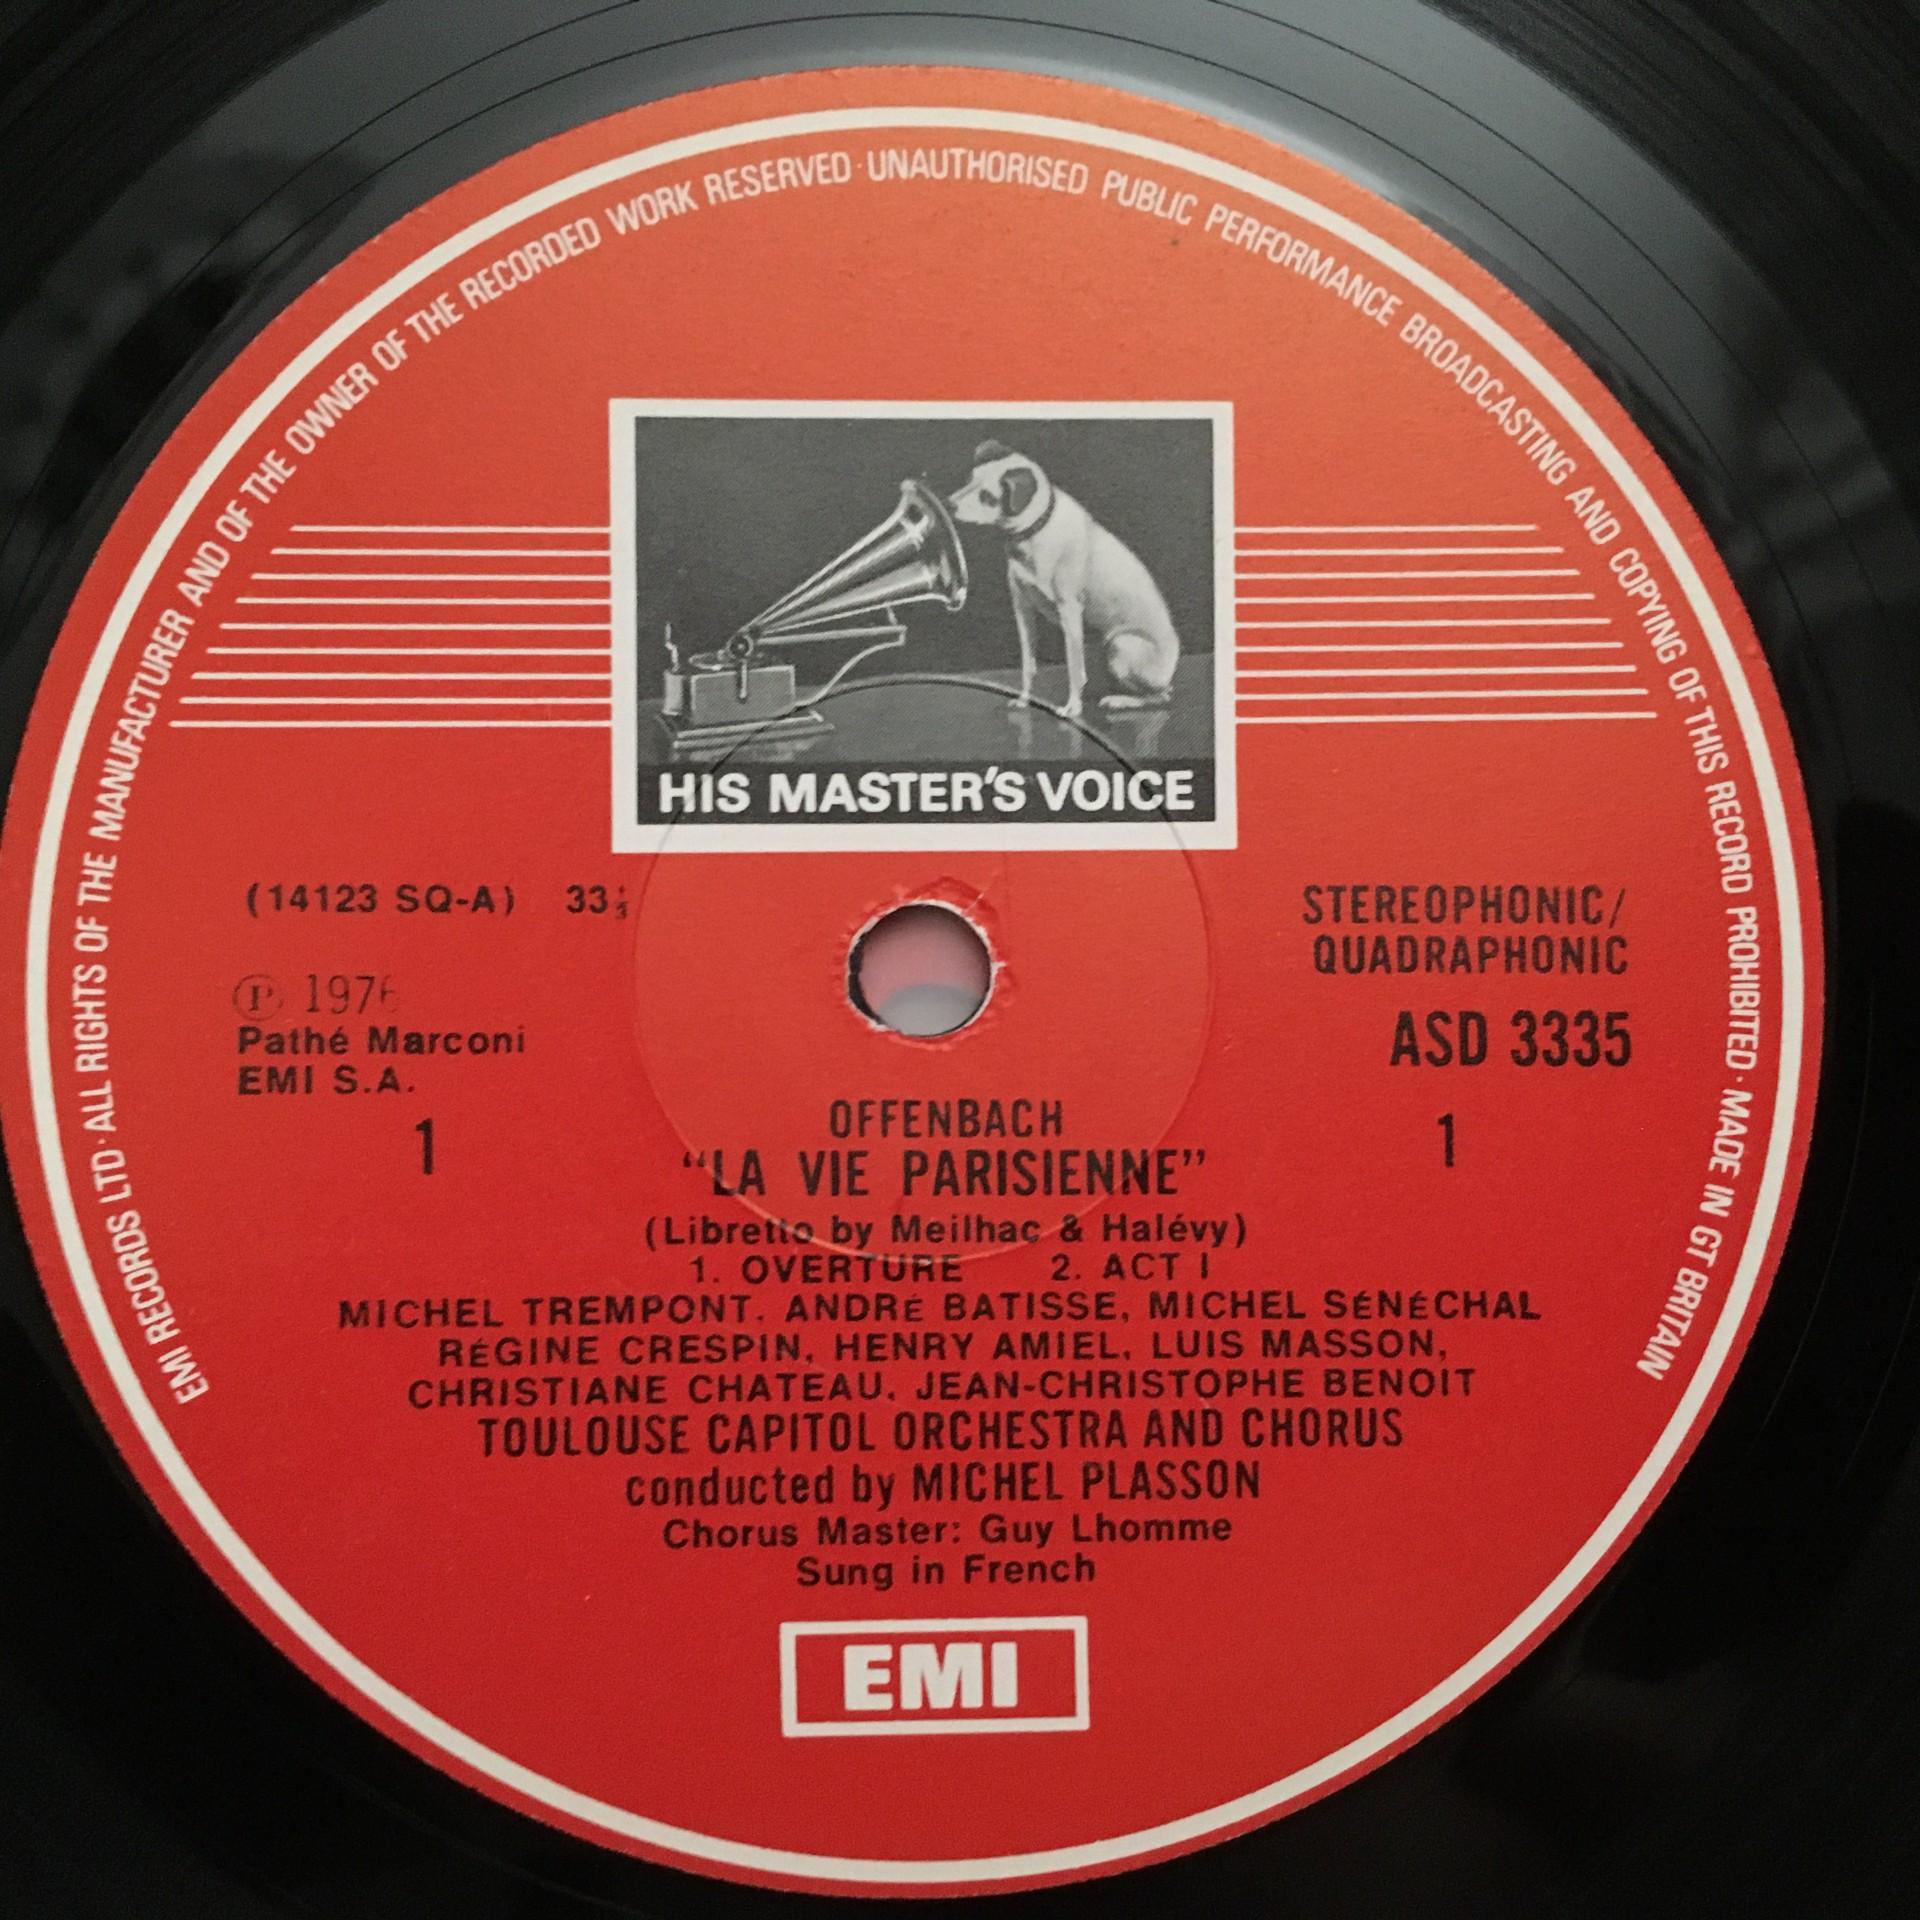 EMI RECORDS LTD · ALL RIGHTS OF THE MANUFACTURER AND OF THE OWNER OF THE RECORDED WORK RESERVED · UNAUTHORISED PUBLIC PERFORMANCE BROADCASTING AND COPYING OF THIS RECORD PROHIBITED · MADE IN GT BRITAIN
HIS MASTER'S VOICE
(14123 SQ-A) 33⅓
STEREOPHONIC/
QUADRAPHONIC
℗ 1976
Pathé Marconi
EMI S.A.
ASD 3335
1
1
OFFENBACH
“LA VIE PARISIENNE”
(Libretto by Meilhac & Halévy)
1. OVERTURE 2. ACT I
MICHEL TREMPONT, ANDRÉ BATISSE, MICHEL SÉNÉCHAL
RÉGINE CRESPIN, HENRY AMIEL, LUIS MASSON,
CHRISTIANE CHATEAU, JEAN-CHRISTOPHE BENOIT
TOULOUSE CAPITOL ORCHESTRA AND CHORUS
conducted by MICHEL PLASSON
Chorus Master: Guy Lhomme
Sung in French
EMI